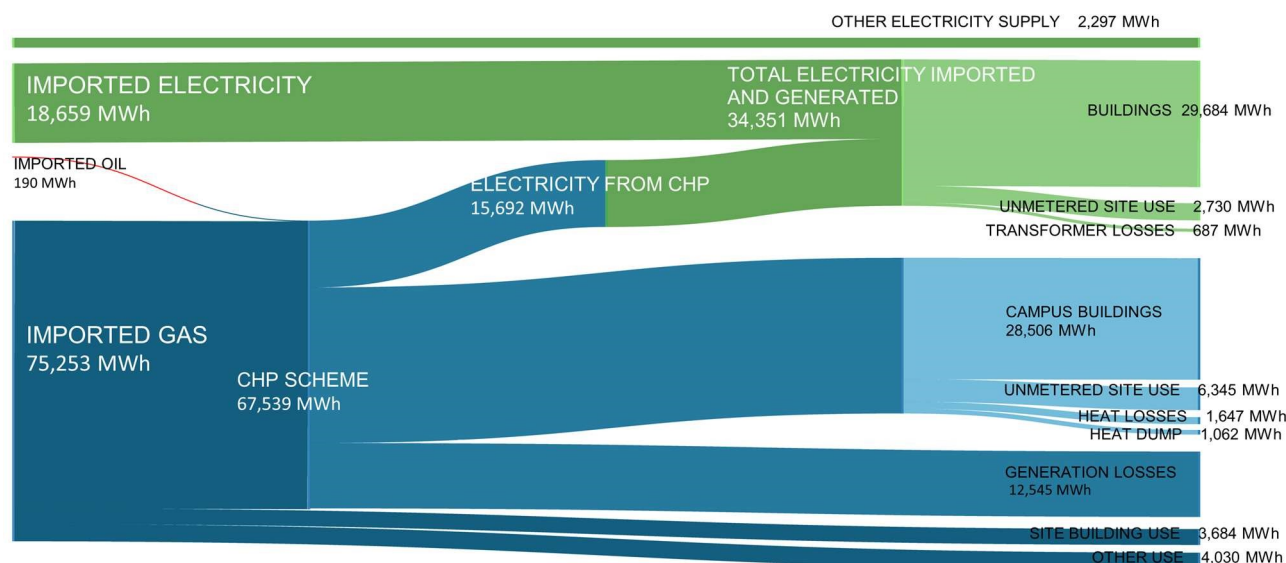 OTHER ELECTRICITY SUPPLY 2,297 MWh
IMPORTED ELECTRICITY
18,659 MWh
TOTAL ELECTRICITY IMPORTED
AND GENERATED
34,351 MWh
BUILDINGS 29,684 MWh
IMPORTED OIL
190 MWh
ELECTRICITY FROM CHP
15,692 MWh
UNMETERED SITE USE 2,730 MWh
TRANSFORMER LOSSES 687 MWh
IMPORTED GAS
75,253 MWh
CHP SCHEME
67,539 MWh
CAMPUS BUILDINGS
28,506 MWh
UNMETERED SITE USE 6,345 MWh
HEAT LOSSES 1,647 MWh
HEAT DUMP 1,062 MWh
GENERATION LOSSES
12,545 MWh
SITE BUILDING USE 3,684 MWh
OTHER USE 4.030 MWh